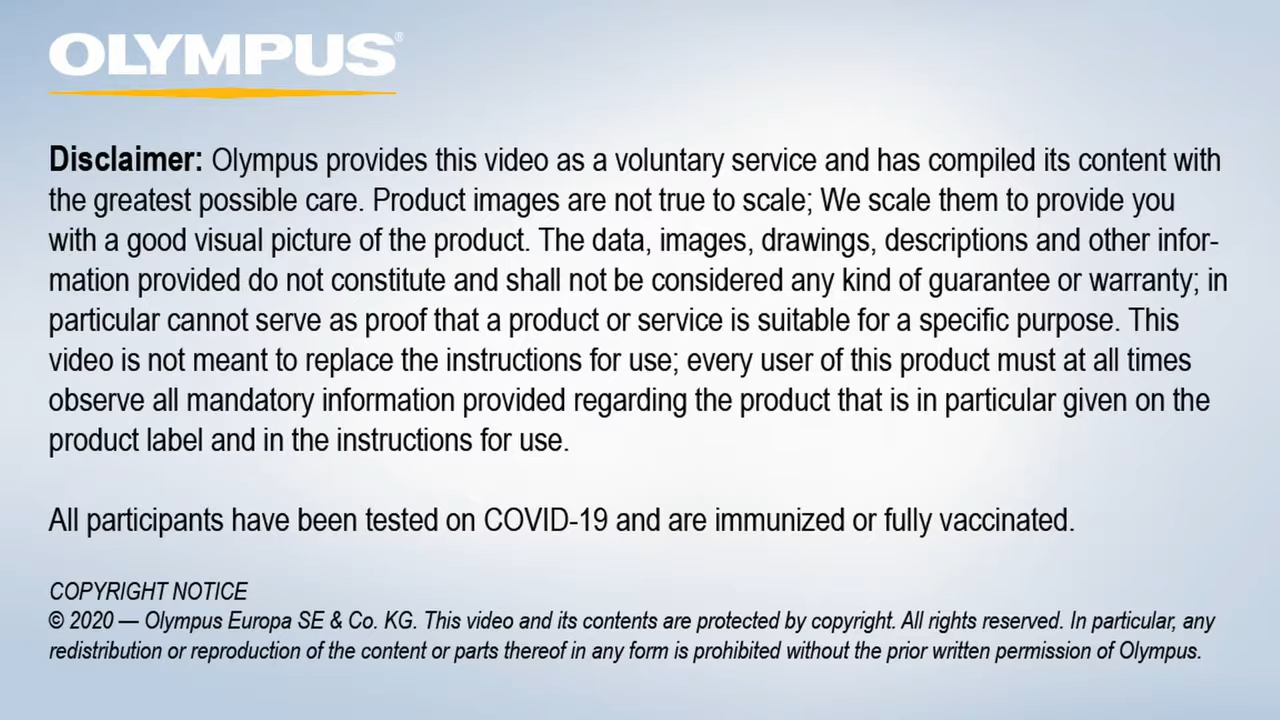 OLYMPUS®
Disclaimer: Olympus provides this video as a voluntary service and has compiled its content with
the greatest possible care. Product images are not true to scale; We scale them to provide you
with a good visual picture of the product. The data, images, drawings, descriptions and other infor-
mation provided do not constitute and shall not be considered any kind of guarantee or warranty; in
particular cannot serve as proof that a product or service is suitable for a specific purpose. This
video is not meant to replace the instructions for use; every user of this product must at all times
observe all mandatory information provided regarding the product that is in particular given on the
product label and in the instructions for use.
All participants have been tested on COVID-19 and are immunized or fully vaccinated.
COPYRIGHT NOTICE
© 2020 — Olympus Europa SE & Co. KG. This video and its contents are protected by copyright. All rights reserved. In particular, any
redistribution or reproduction of the content or parts thereof in any form is prohibited without the prior written permission of Olympus.